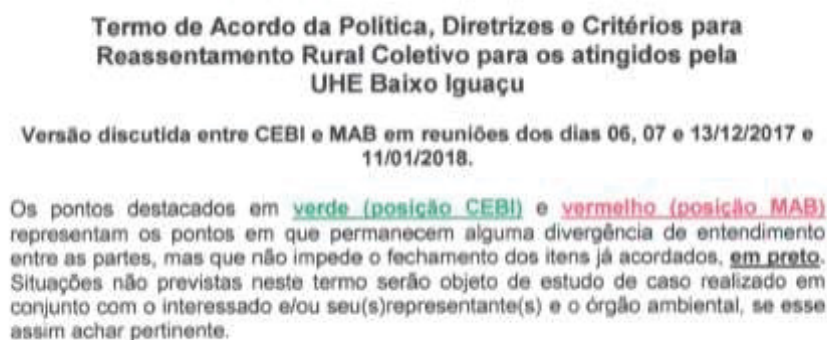 Termo de Acordo da Política, Diretrizes e Critérios para
Reassentamento Rural Coletivo para os atingidos pela
UHE Baixo Iguaçu
Versão discutida entre CEBI e MAB em reuniões dos dias 06, 07 e 13/12/2017 e
11/01/2018.
Os pontos destacados em verde (posição CEBI) e vermelho (posição MAB)
representam os pontos em que permanecem alguma divergência de entendimento
entre as partes, mas que não impede o fechamento dos itens já acordados, em preto.
Situações não previstas neste termo serão objeto de estudo de caso realizado em
conjunto com o interessado e/ou seu(s)representante(s) e o órgão ambiental, se esse
assim achar pertinente.